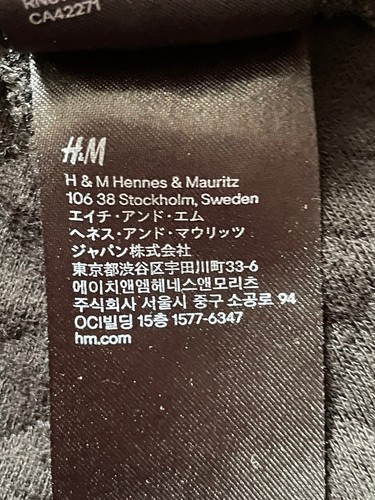 CA42271
H&M
H & M Hennes & Mauritz
106 38 Stockholm, Sweden
エイチ・アンド・エム
ヘネス・アンド・マウリッツ
ジャパン株式会社
東京都渋谷区宇田川町33-6
에이치앤엠헤네스앤모리츠
주식회사 서울시 중구 소공로 94
OCI빌딩 15층 1577-6347
hm.com